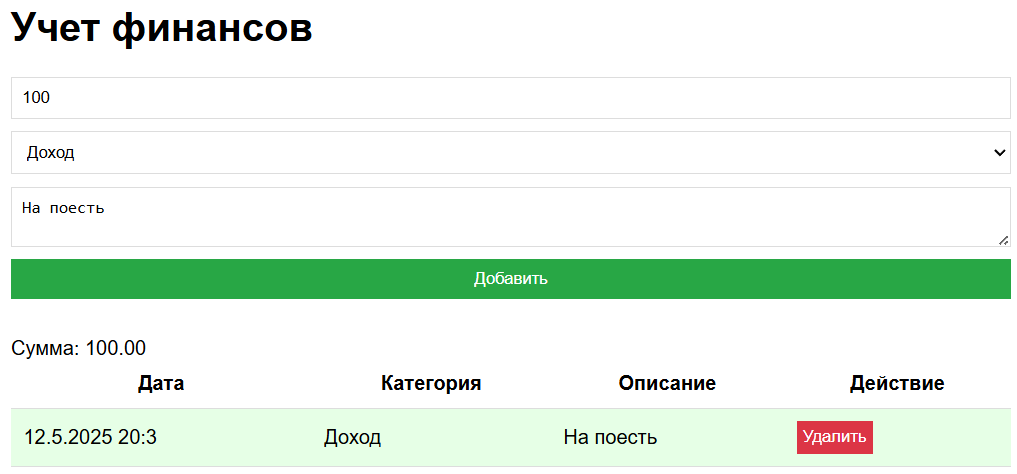 Учет финансов
100
Доход
На поесть
Добавить
Сумма: 100.00
Дата Категория Описание Действие
12.5.2025 20:3 Доход На поесть Удалить